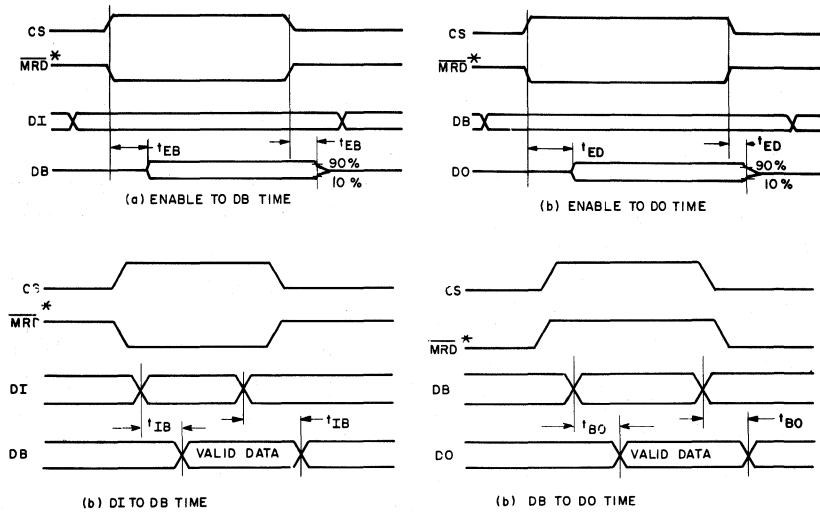 CS
MRD*
DI
tEB
tEB
DB
90%
10%
(a) ENABLE TO DB TIME
CS
MRD*
DB
tED
tED
DO
90%
10%
(b) ENABLE TO DO TIME
CS
MRD*
DI
tIB
tIB
DB
VALID DATA
(b) DI TO DB TIME
CS
MRD*
DB
tBO
tBO
DO
VALID DATA
(b) DB TO DO TIME